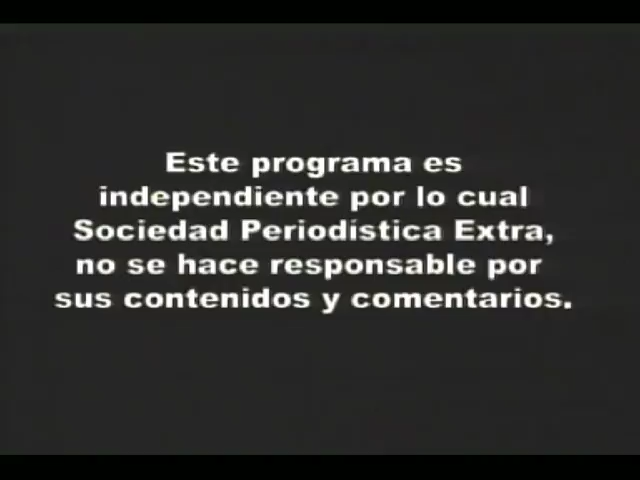 Este programa es
independiente por lo cual
Sociedad Periodística Extra,
no se hace responsable por
sus contenidos y comentarios.